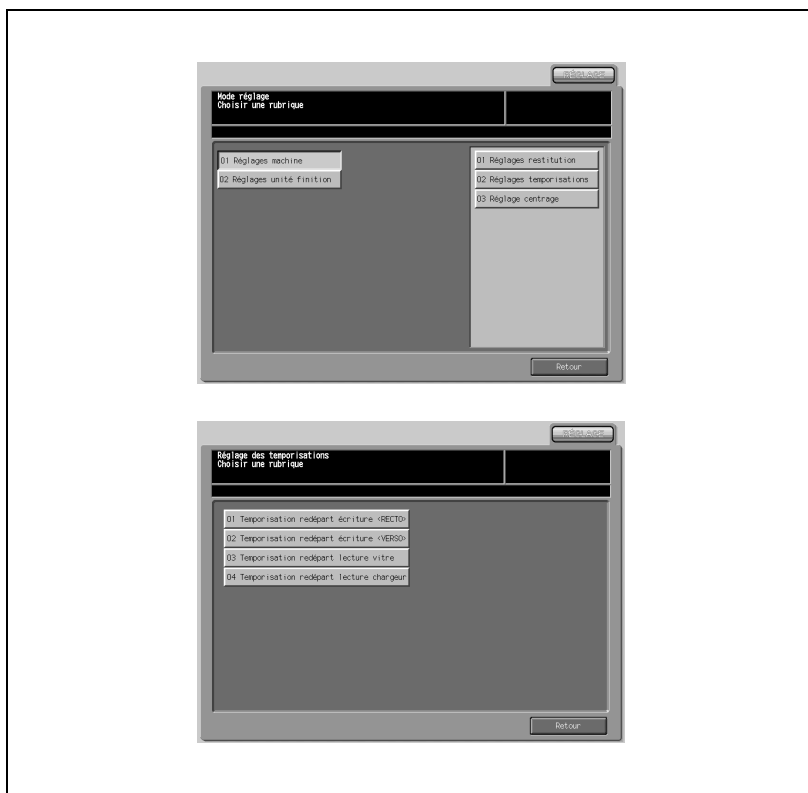 RÉGLAGE
Mode réglage
Choisir une rubrique
01 Réglages machine
02 Réglages unité finition
01 Réglages restitution
02 Réglages temporisations
03 Réglage centrage
Retour
RÉGLAGE
Réglage des temporisations
Choisir une rubrique
01 Temporisation redépart écriture <RECTO>
02 Temporisation redépart écriture <VERSO>
03 Temporisation redépart lecture vitre
04 Temporisation redépart lecture chargeur
Retour